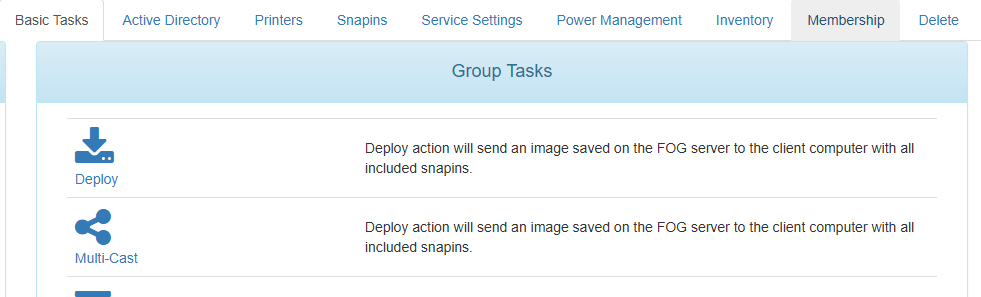 Basic Tasks Active Directory Printers Snapins Service Settings Power Management Inventory Membership Delete
Group Tasks
Deploy action will send an image saved on the FOG server to the client computer with all
included snapins.
Deploy
Deploy action will send an image saved on the FOG server to the client computer with all
included snapins.
Multi-Cast